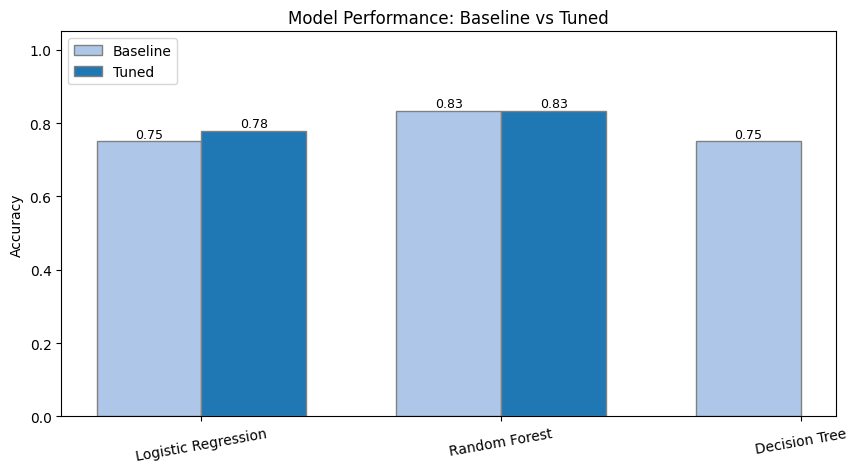 Model Performance: Baseline vs Tuned
Baseline
Tuned
Accuracy
1.0
0.8
0.6
0.4
0.2
0.0
0.75
0.78
0.83
0.83
0.75
Logistic Regression
Random Forest
Decision Tree